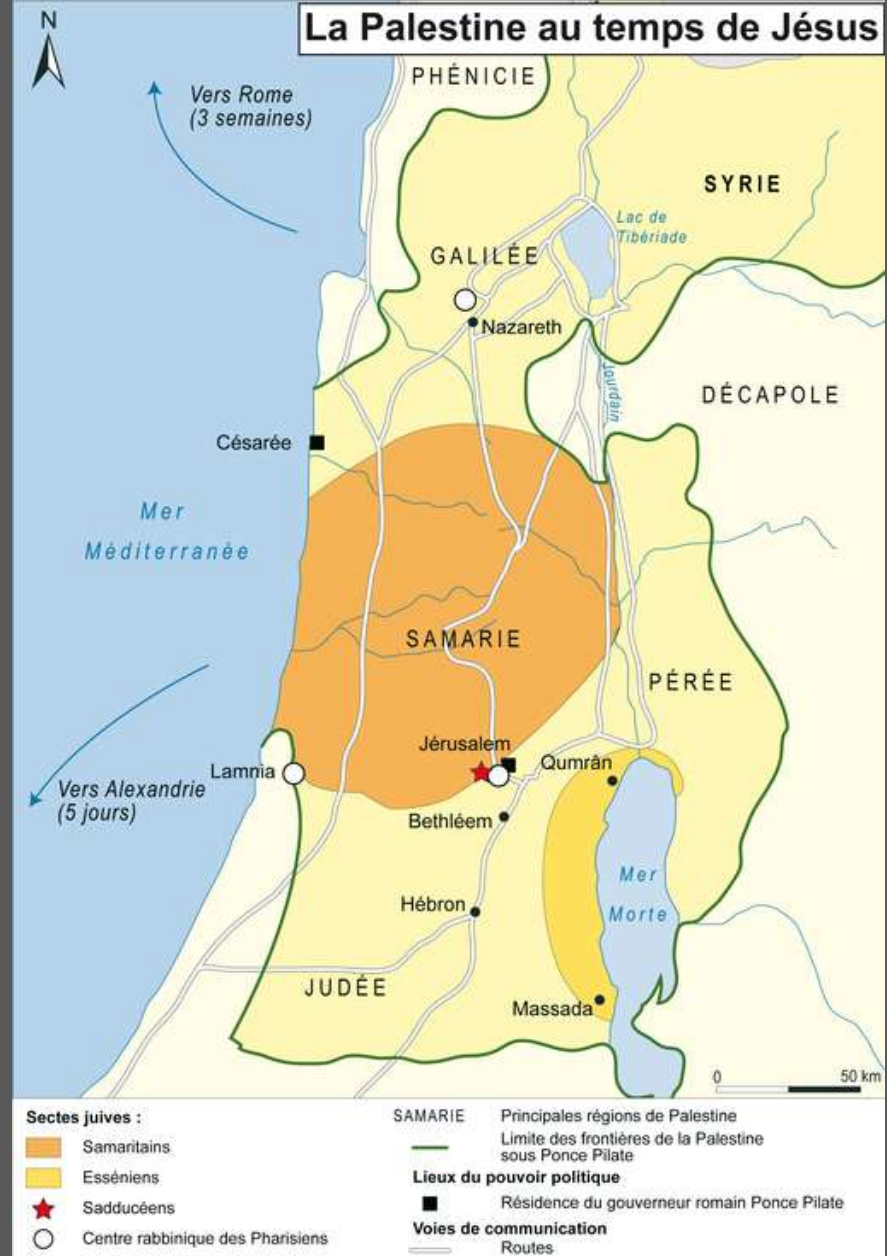 La Palestine au temps de Jésus
N
PHÉNICIE
Vers Rome
(3 semaines)
SYRIE
Lac de
Tibèriade
GALILÉE
Nazareth
Jourdain
DÉCAPOLE
Césarée
Mer
Méditerranée
SAMARIE
PÉRÉE
Jérusalem
Lamnia
Qumrân
Vers Alexandrie
(5 jours)
Bethléem
Mer
Morte
Hébron
JUDÉE
Massada
0 50 km
Sectes juives :
Samaritains
Esséniens
Sadducéens
Centre rabbinique des Pharisiens
SAMARIE Principales régions de Palestine
Limite des frontières de la Palestine
sous Ponce Pilate
Lieux du pouvoir politique
Résidence du gouverneur romain Ponce Pilate
Voies de communication
Routes